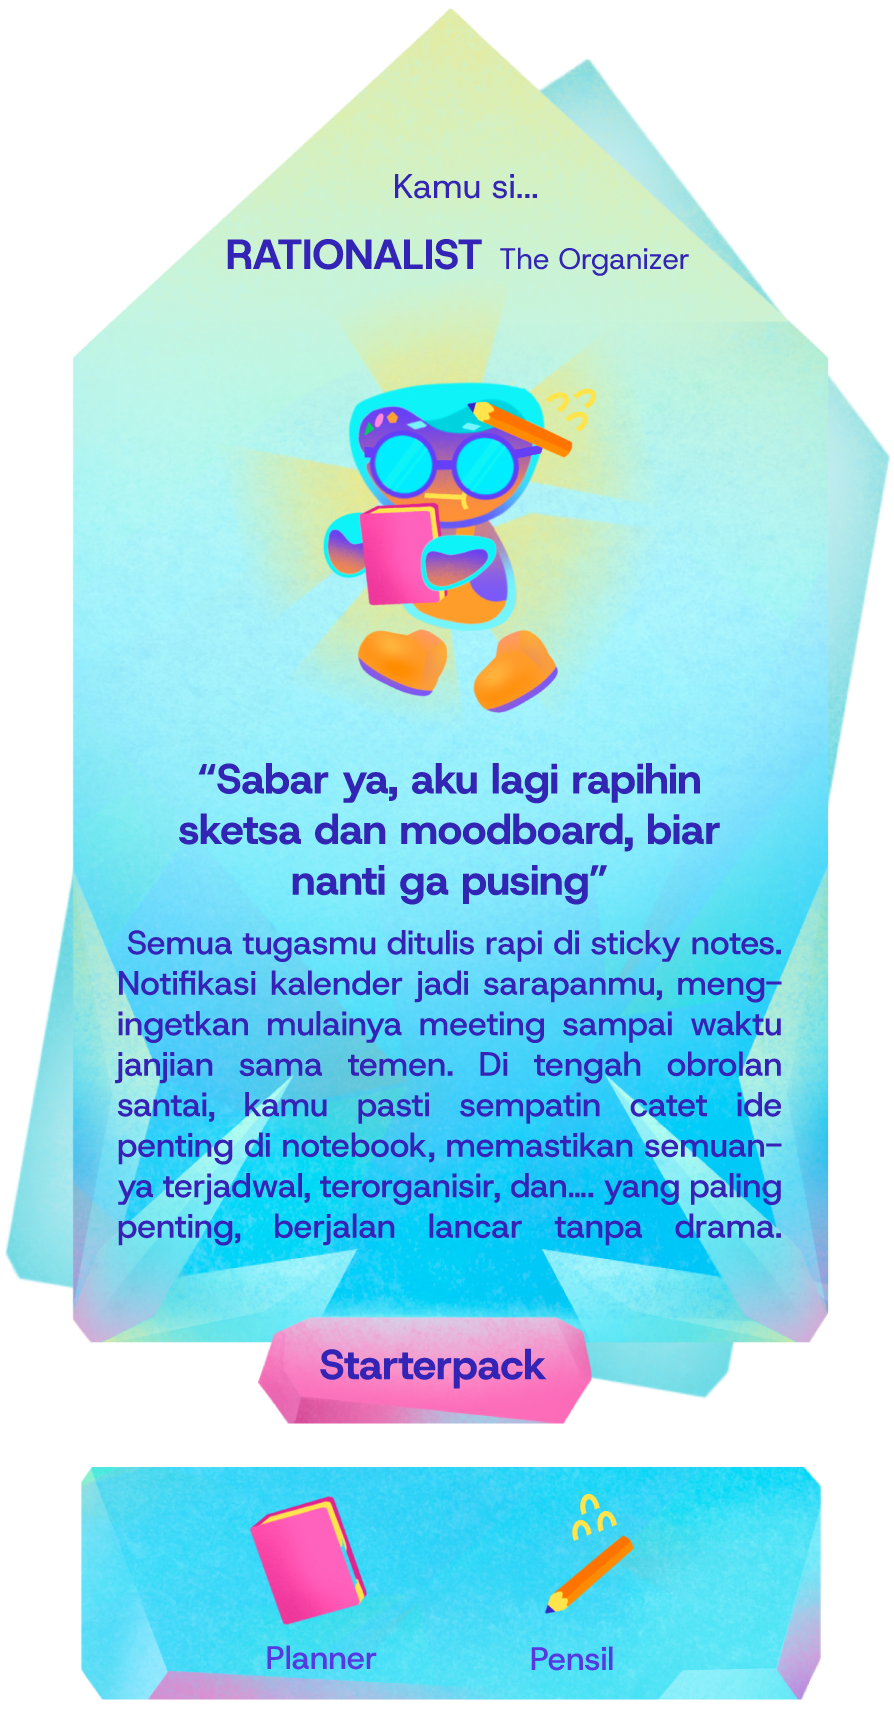 Kamu si...
RATIONALIST The Organizer
“Sabar ya, aku lagi rapihin
sketsa dan moodboard, biar
nanti ga pusing”
Semua tugasmu ditulis rapi di sticky notes.
Notifikasi kalender jadi sarapanmu, meng-
ingetkan mulainya meeting sampai waktu
janjian sama temen. Di tengah obrolan
santai, kamu pasti sempatin catet ide
penting di notebook, memastikan semuan-
ya terjadwal, terorganisir, dan.... yang paling
penting, berjalan lancar tanpa drama.
Starterpack
Planner
Pensil